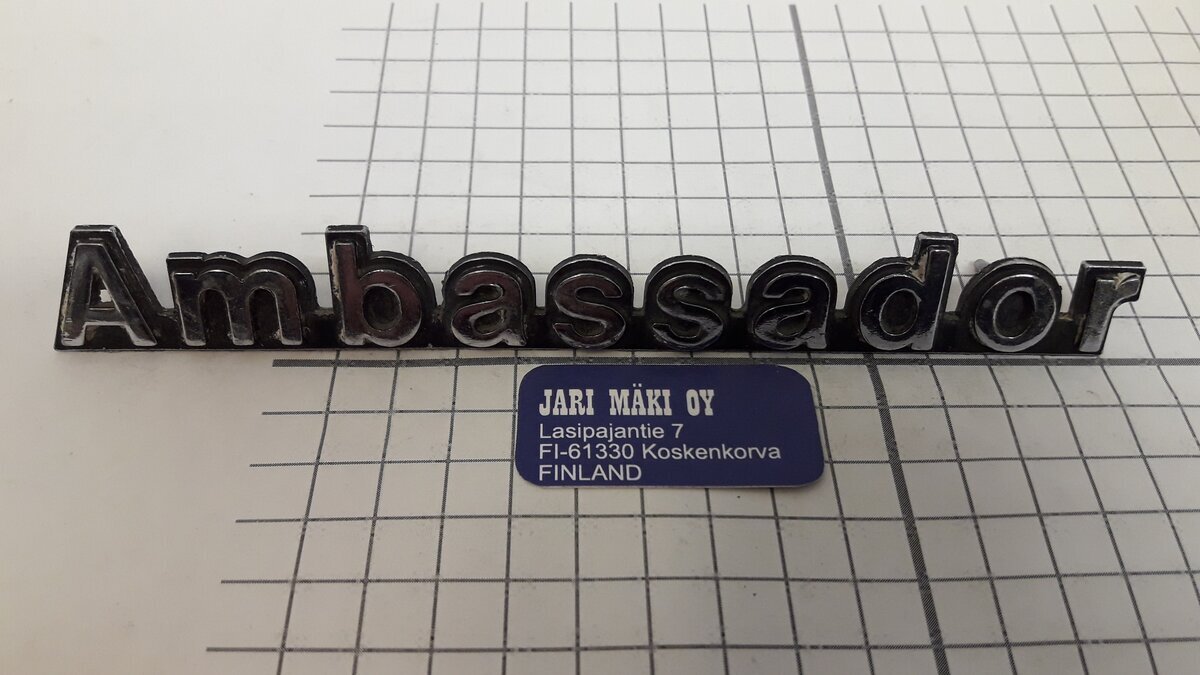 Ambassador
JARI MÄKI OY
Lasipajantie 7
FI-61330 Koskenkorva
FINLAND